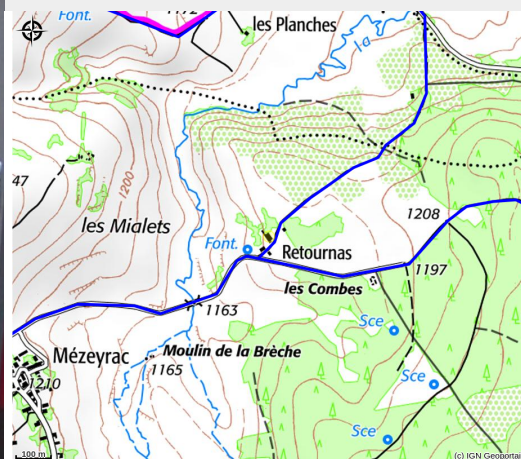 Font.
1172
les Planches
la
47
1200
les Mialets
1208
Font.
Retournas
1197
les Combes
1163
Sce
Mézeyrac
Moulin de la Brèche
1165
1210
Sce
Sce
100 m
(c) IGN Geoportai